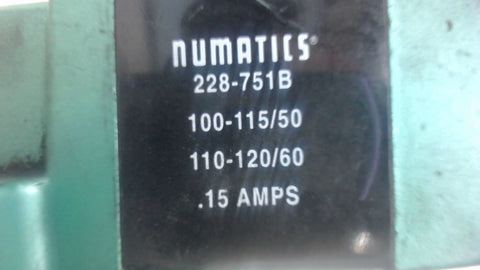 numatics®
228-751B
100-115/50
110-120/60
.15 AMPS